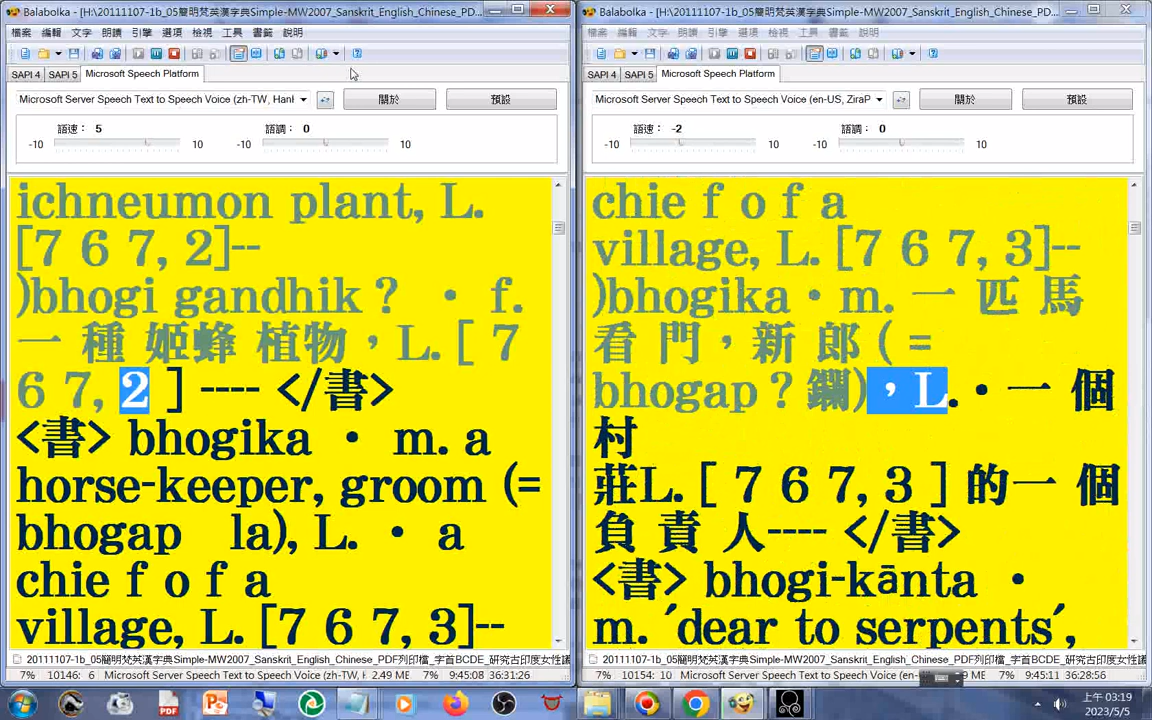 Balabolka - [H:\20111107-1b_05簡明梵英漢字典Simple-MW2007_Sanskrit_English_Chinese_PD...
檔案 編輯 文字 朗讀 引擎 選項 檢視 工具 書籤 說明
SAPI 4 SAPI 5 Microsoft Speech Platform
Microsoft Server Speech Text to Speech Voice (zh-TW, Hanl
關於 預設
語速： 5 語調： 0
-10 10 -10 10
ichneumon plant, L.
[7 6 7, 2]--
)bhogi gandhik？ • f.
一 種 姬蜂 植物，L. [ 7
6 7, 2 ] ---- </書>
<書> bhogika • m. a
horse-keeper, groom (=
bhogap la), L. • a
chie f o f a
village, L. [7 6 7, 3]--
20111107-1b_05簡明梵英漢字典Simple-MW2007_Sanskrit_English_Chinese_PDF列印檔_字首BCDE_研究古印度女性議
7% 10146: 6 Microsoft Server Speech Text to Speech Voice (zh-TW, H 2.49 ME 7% 9:45:08 36:31:26
Balabolka - [H:\20111107-1b_05簡明梵英漢字典Simple-MW2007_Sanskrit_English_Chinese_PD...
檔案 編輯 文字 朗讀 引擎 選項 檢視 工具 書籤 說明
SAPI 4 SAPI 5 Microsoft Speech Platform
Microsoft Server Speech Text to Speech Voice (en-US, ZiraP
關於 預設
語速： -2 語調： 0
-10 10 -10 10
chie f o f a
village, L. [7 6 7, 3]--
)bhogika • m. 一 匹 馬
看 門，新 郎 ( =
bhogap？鑭)，L. • 一 個
村
莊L. [ 7 6 7, 3 ] 的一 個
負 責 人---- </書>
<書> bhogi-kānta •
m. ´dear to serpents´,
20111107-1b_05簡明梵英漢字典Simple-MW2007_Sanskrit_English_Chinese_PDF列印檔_字首BCDE_研究古印度女性議
7% 10154: 10 Microsoft Server Speech Text to Speech Voice (en-US, 9 ME 7% 9:45:11 36:28:56
PDF
上午 03:19
2023/5/5